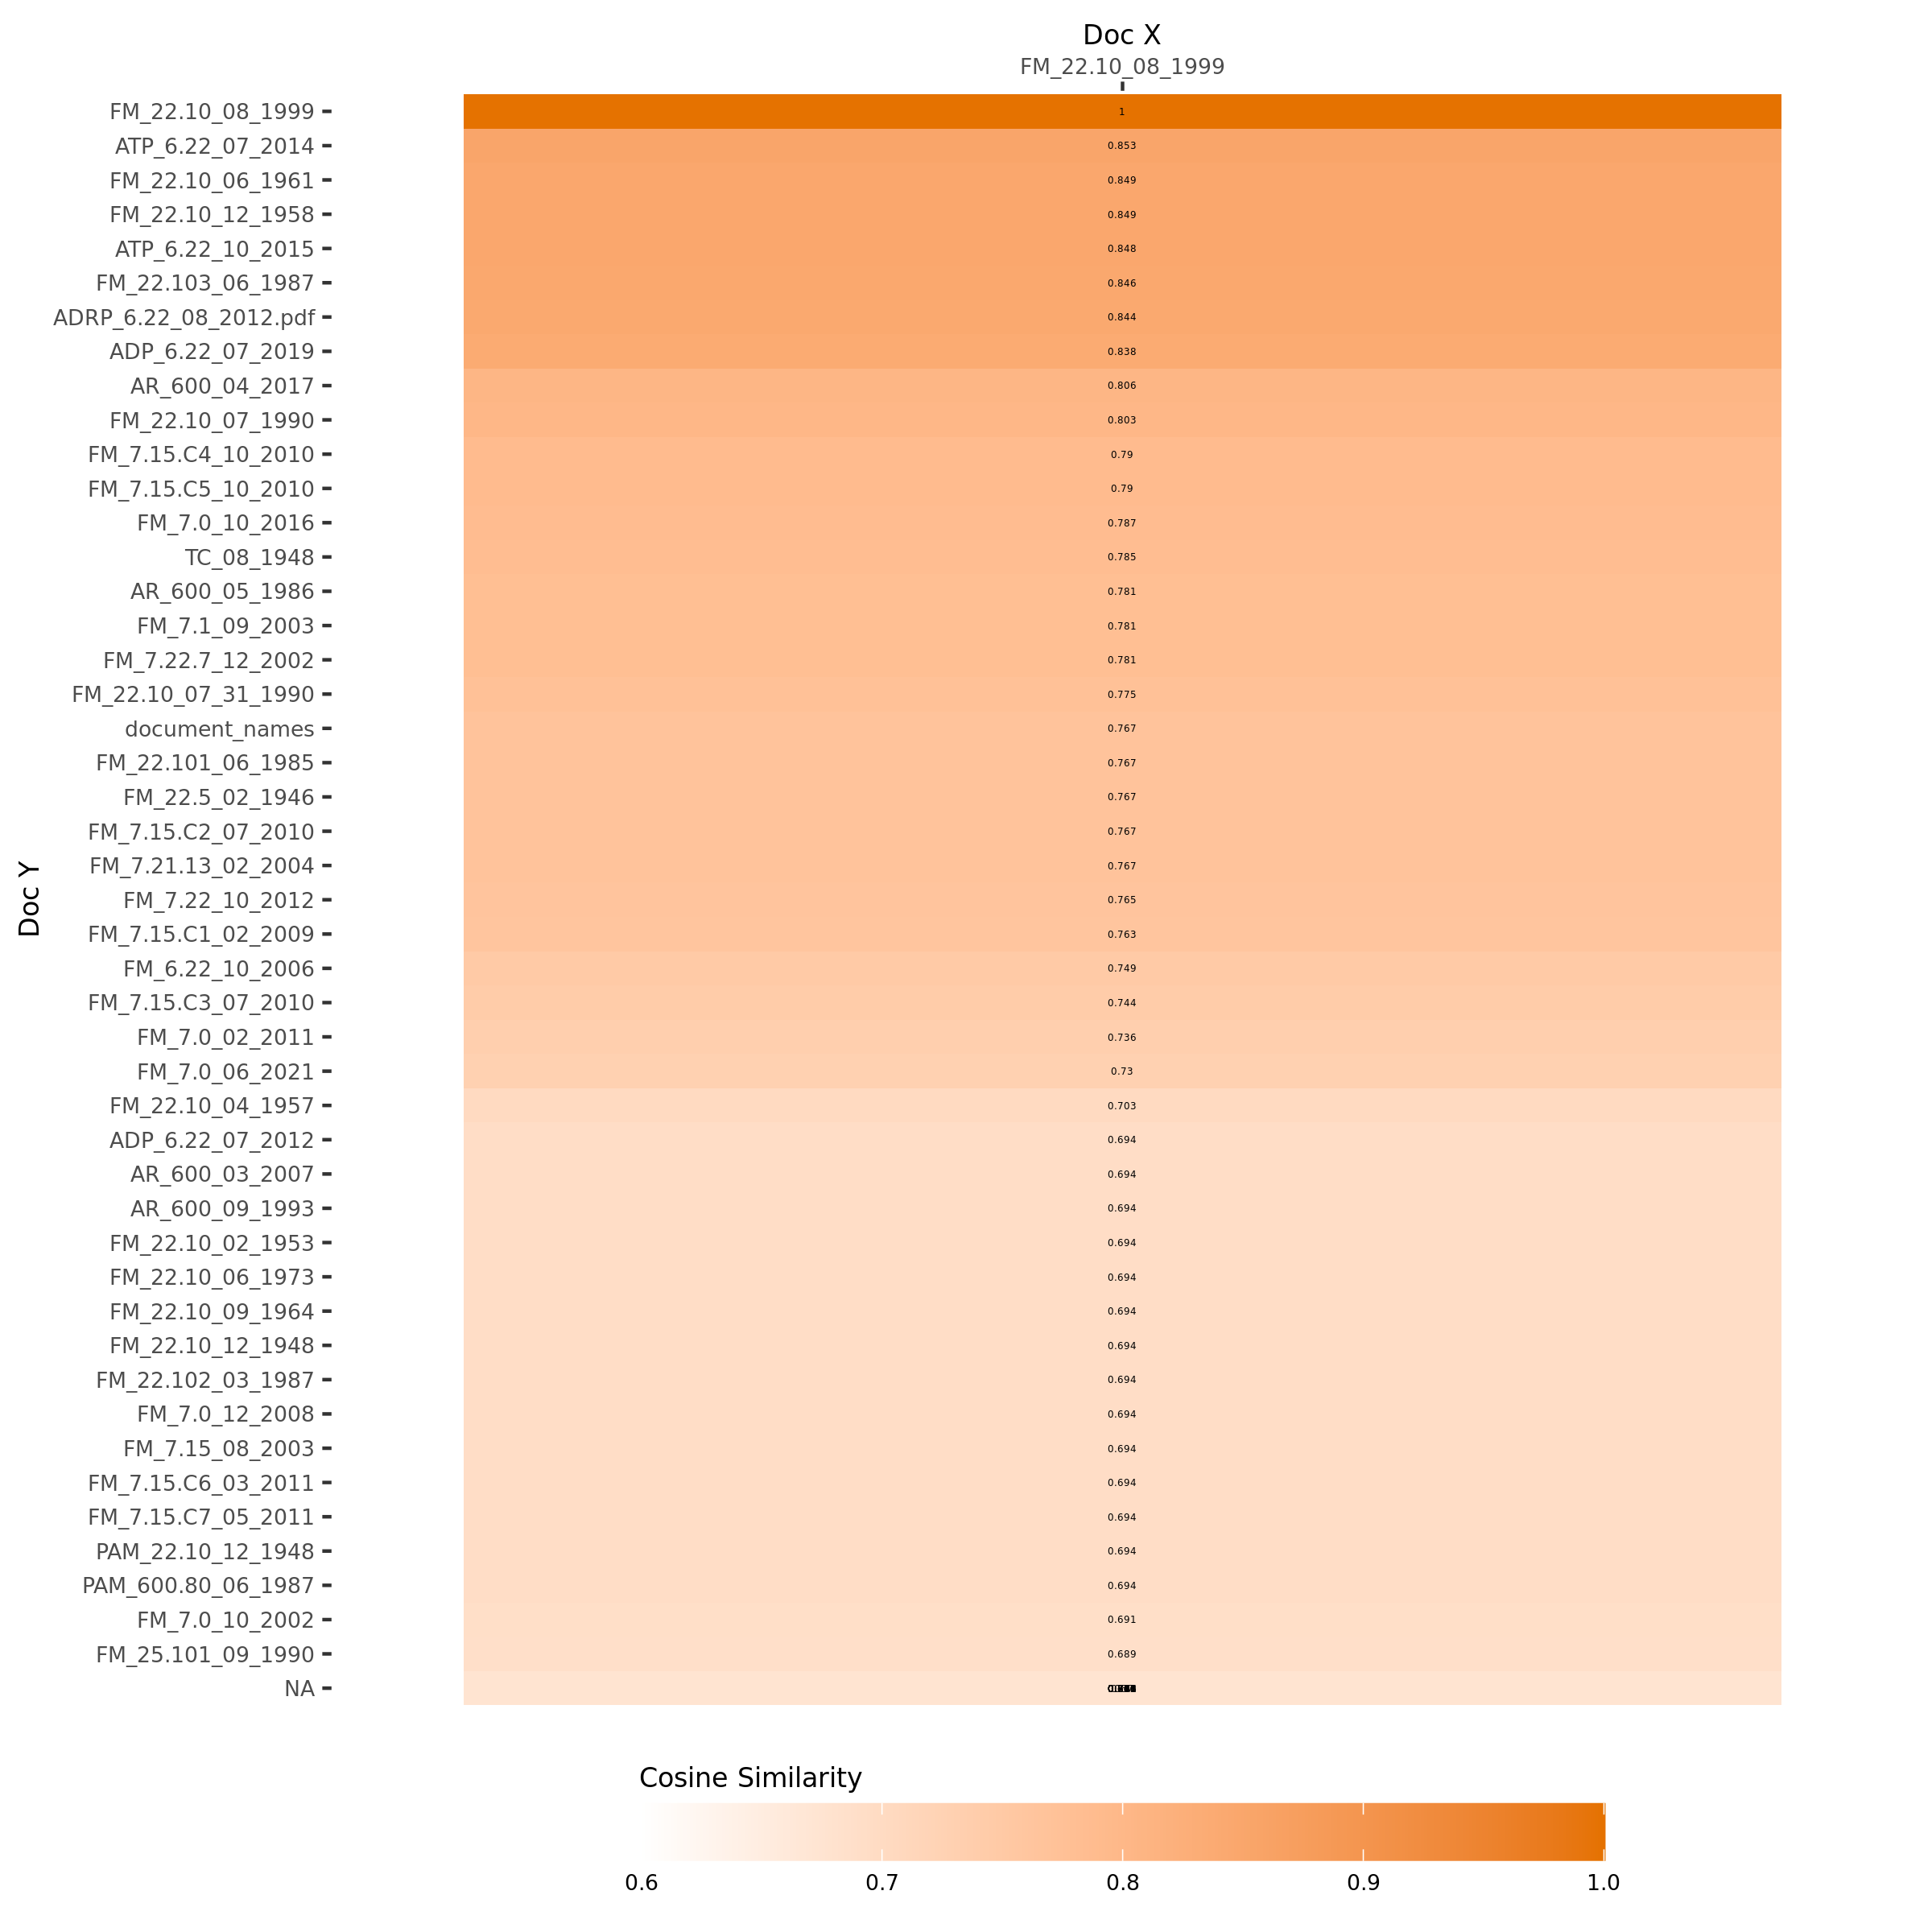 Doc X
FM_22.10_08_1999
FM_22.10_08_1999 1
ATP_6.22_07_2014 0.853
FM_22.10_06_1961 0.849
FM_22.10_12_1958 0.849
ATP_6.22_10_2015 0.848
FM_22.103_06_1987 0.846
ADRP_6.22_08_2012.pdf 0.844
ADP_6.22_07_2019 0.838
AR_600_04_2017 0.806
FM_22.10_07_1990 0.803
FM_7.15.C4_10_2010 0.79
FM_7.15.C5_10_2010 0.79
FM_7.0_10_2016 0.787
TC_08_1948 0.785
AR_600_05_1986 0.781
FM_7.1_09_2003 0.781
FM_7.22.7_12_2002 0.781
FM_22.10_07_31_1990 0.775
document_names 0.767
FM_22.101_06_1985 0.767
FM_22.5_02_1946 0.767
FM_7.15.C2_07_2010 0.767
FM_7.21.13_02_2004 0.767
FM_7.22_10_2012 0.765
FM_7.15.C1_02_2009 0.763
FM_6.22_10_2006 0.749
FM_7.15.C3_07_2010 0.744
FM_7.0_02_2011 0.736
FM_7.0_06_2021 0.73
FM_22.10_04_1957 0.703
ADP_6.22_07_2012 0.694
AR_600_03_2007 0.694
AR_600_09_1993 0.694
FM_22.10_02_1953 0.694
FM_22.10_06_1973 0.694
FM_22.10_09_1964 0.694
FM_22.10_12_1948 0.694
FM_22.102_03_1987 0.694
FM_7.0_12_2008 0.694
FM_7.15_08_2003 0.694
FM_7.15.C6_03_2011 0.694
FM_7.15.C7_05_2011 0.694
PAM_22.10_12_1948 0.694
PAM_600.80_06_1987 0.694
FM_7.0_10_2002 0.691
FM_25.101_09_1990 0.689
NA
Doc Y
Cosine Similarity
0.6 0.7 0.8 0.9 1.0